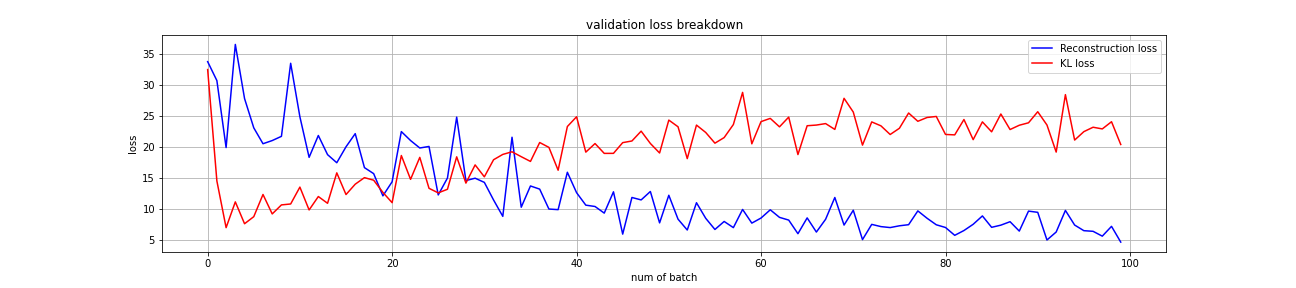 validation loss breakdown
loss
35
30
25
20
15
10
5
Reconstruction loss
KL loss
0
20
40
60
80
100
num of batch